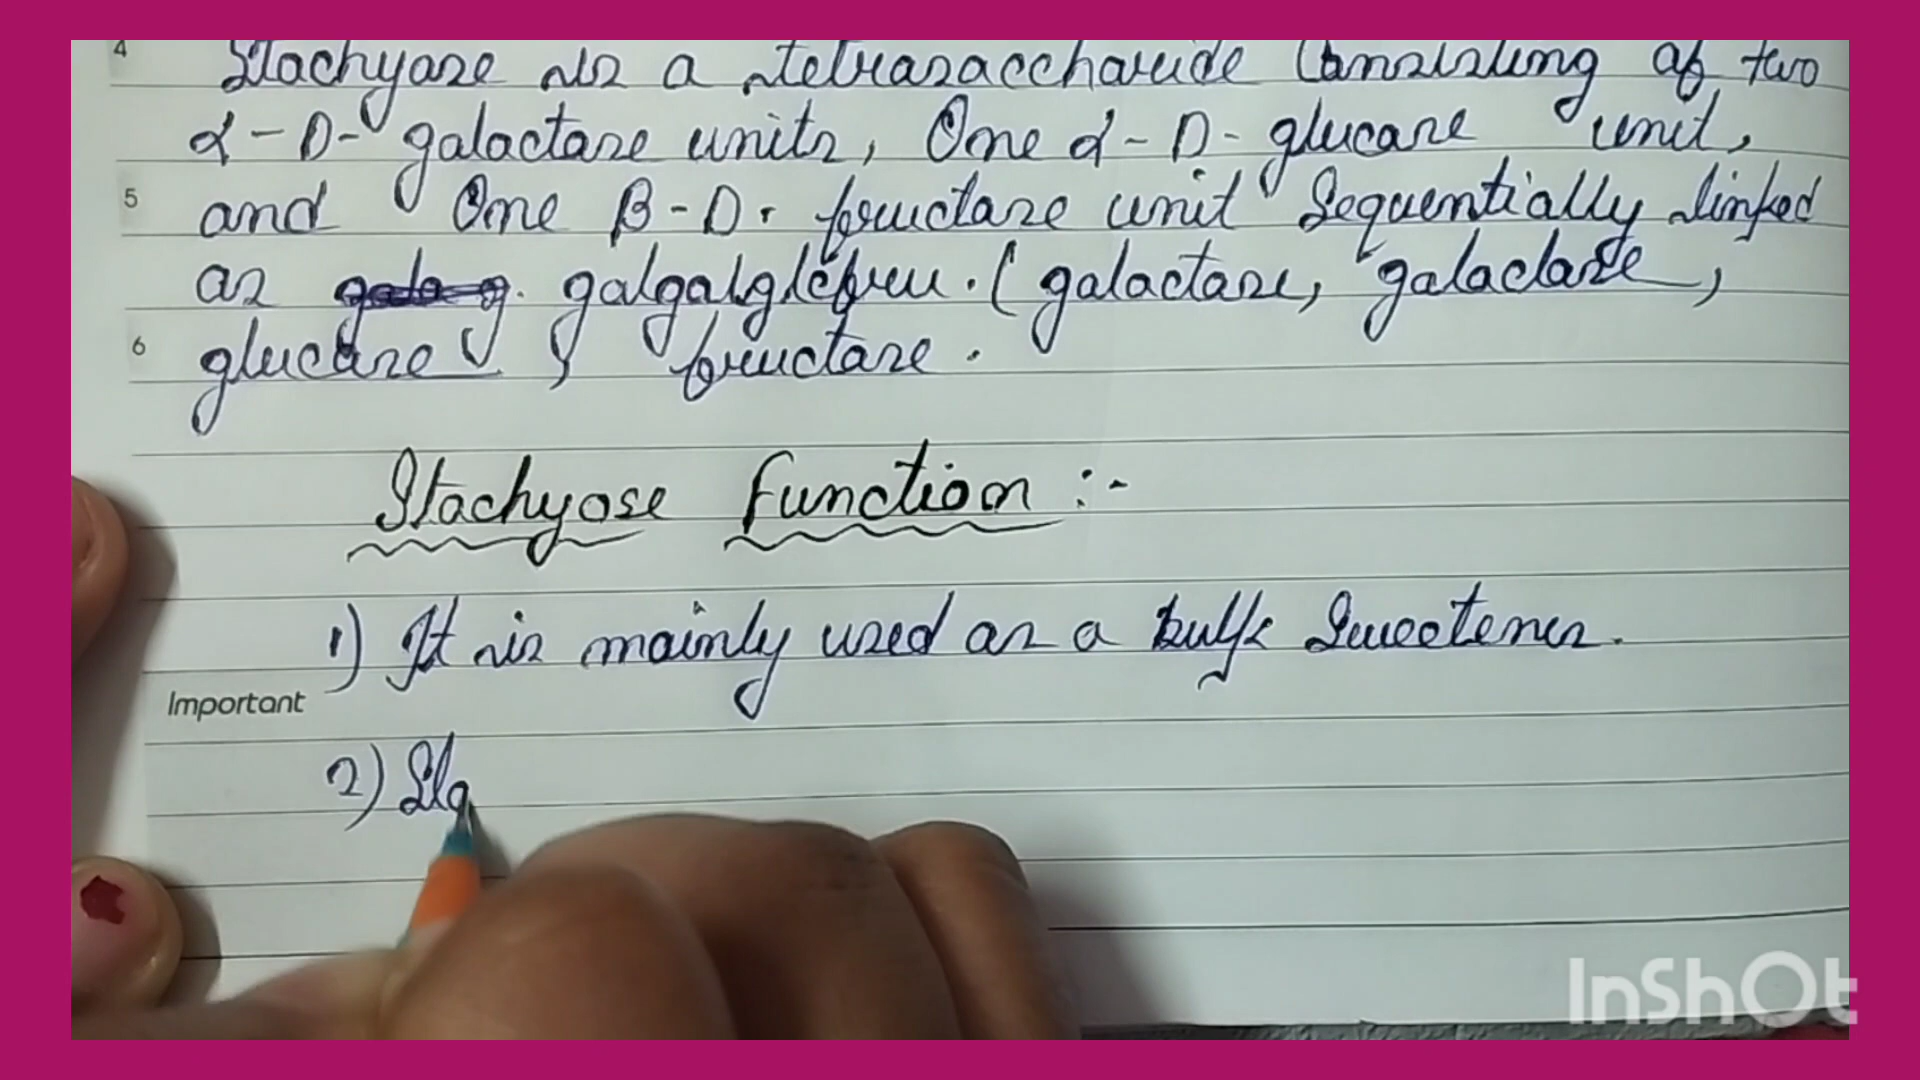 4
Stachyose is a tetrasaccharide Consisting of two
α-D- galactose units, One α-D- glucose unit,
5
and One B-D. fructose unit Sequentially linked
as galgalglcfru. (galactose, galactose,
6
glucose, fructose.
Stachyose Function :-
1) It is mainly used as a bulk Sweetener.
Important
2) Sta
InShOt